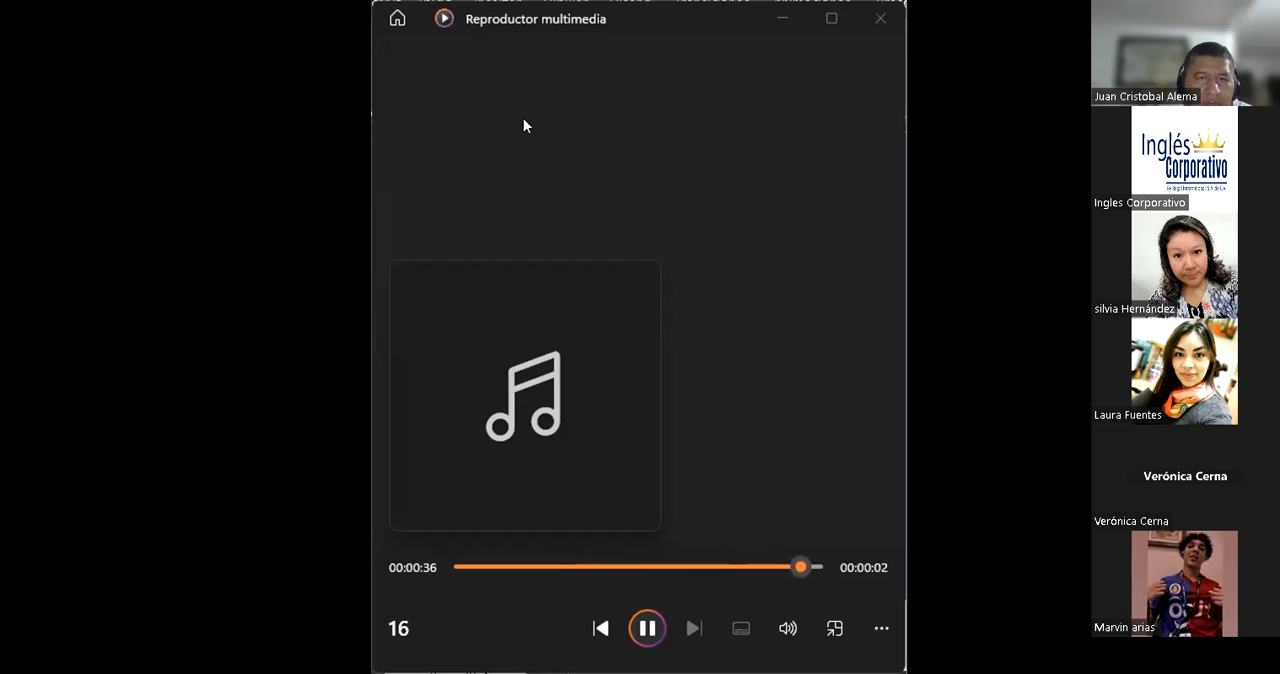 Reproductor multimedia
00:00:36
00:00:02
16
Juan Cristobal Alema
Inglés
Corporativo
Ingles Corporativo
silvia Hernández
Laura Fuentes
Verónica Cerna
Verónica Cerna
Marvin arias